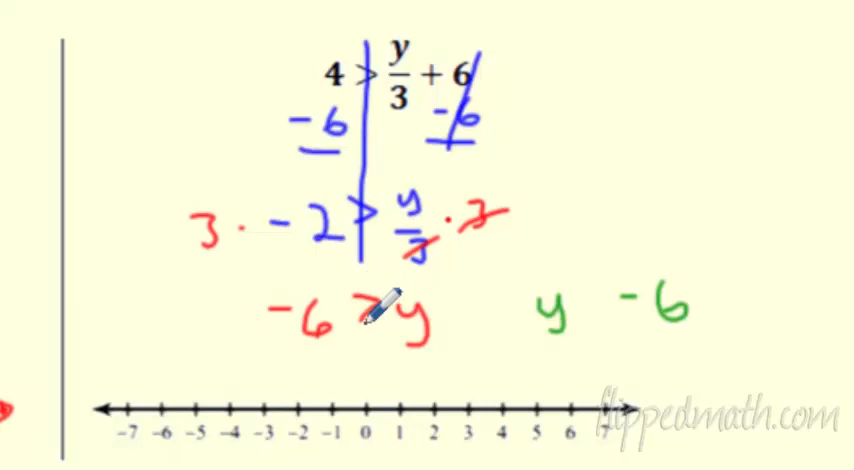 4 > y/3 + 6
-6 -6
3 · -2 > y/3 · 3
-6 > y y -6
-7 -6 -5 -4 -3 -2 -1 0 1 2 3 4 5 6 7
flippedmath.com